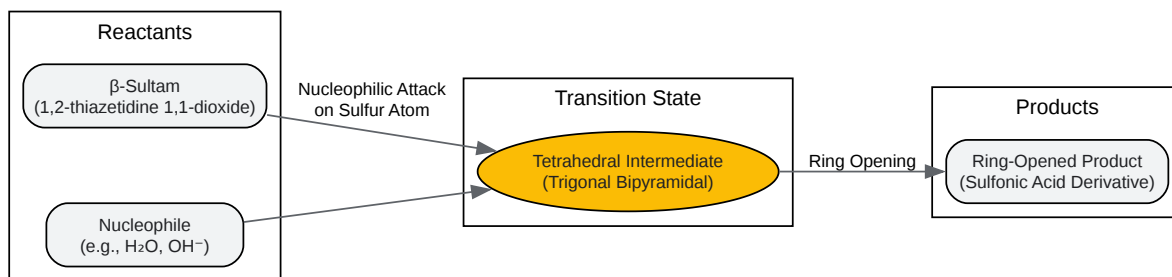 Reactants
β-Sultam
(1,2-thiazetidine 1,1-dioxide)
Nucleophile
(e.g., H₂O, OH⁻)
Nucleophilic Attack
on Sulfur Atom
Transition State
Tetrahedral Intermediate
(Trigonal Bipyramidal)
Ring Opening
Products
Ring-Opened Product
(Sulfonic Acid Derivative)